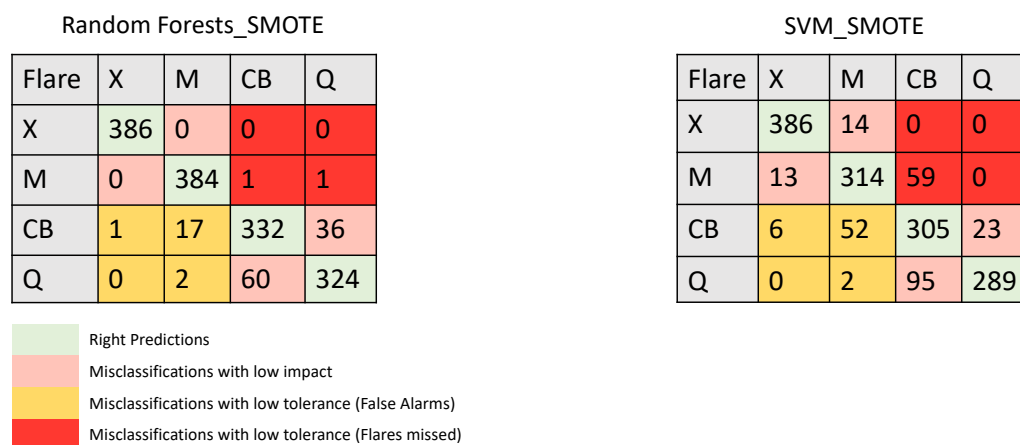 Random Forests_SMOTE
Flare X M CB Q
X 386 0 0 0
M 0 384 1 1
CB 1 17 332 36
Q 0 2 60 324
SVM_SMOTE
Flare X M CB Q
X 386 14 0 0
M 13 314 59 0
CB 6 52 305 23
Q 0 2 95 289
Right Predictions
Misclassifications with low impact
Misclassifications with low tolerance (False Alarms)
Misclassifications with low tolerance (Flares missed)